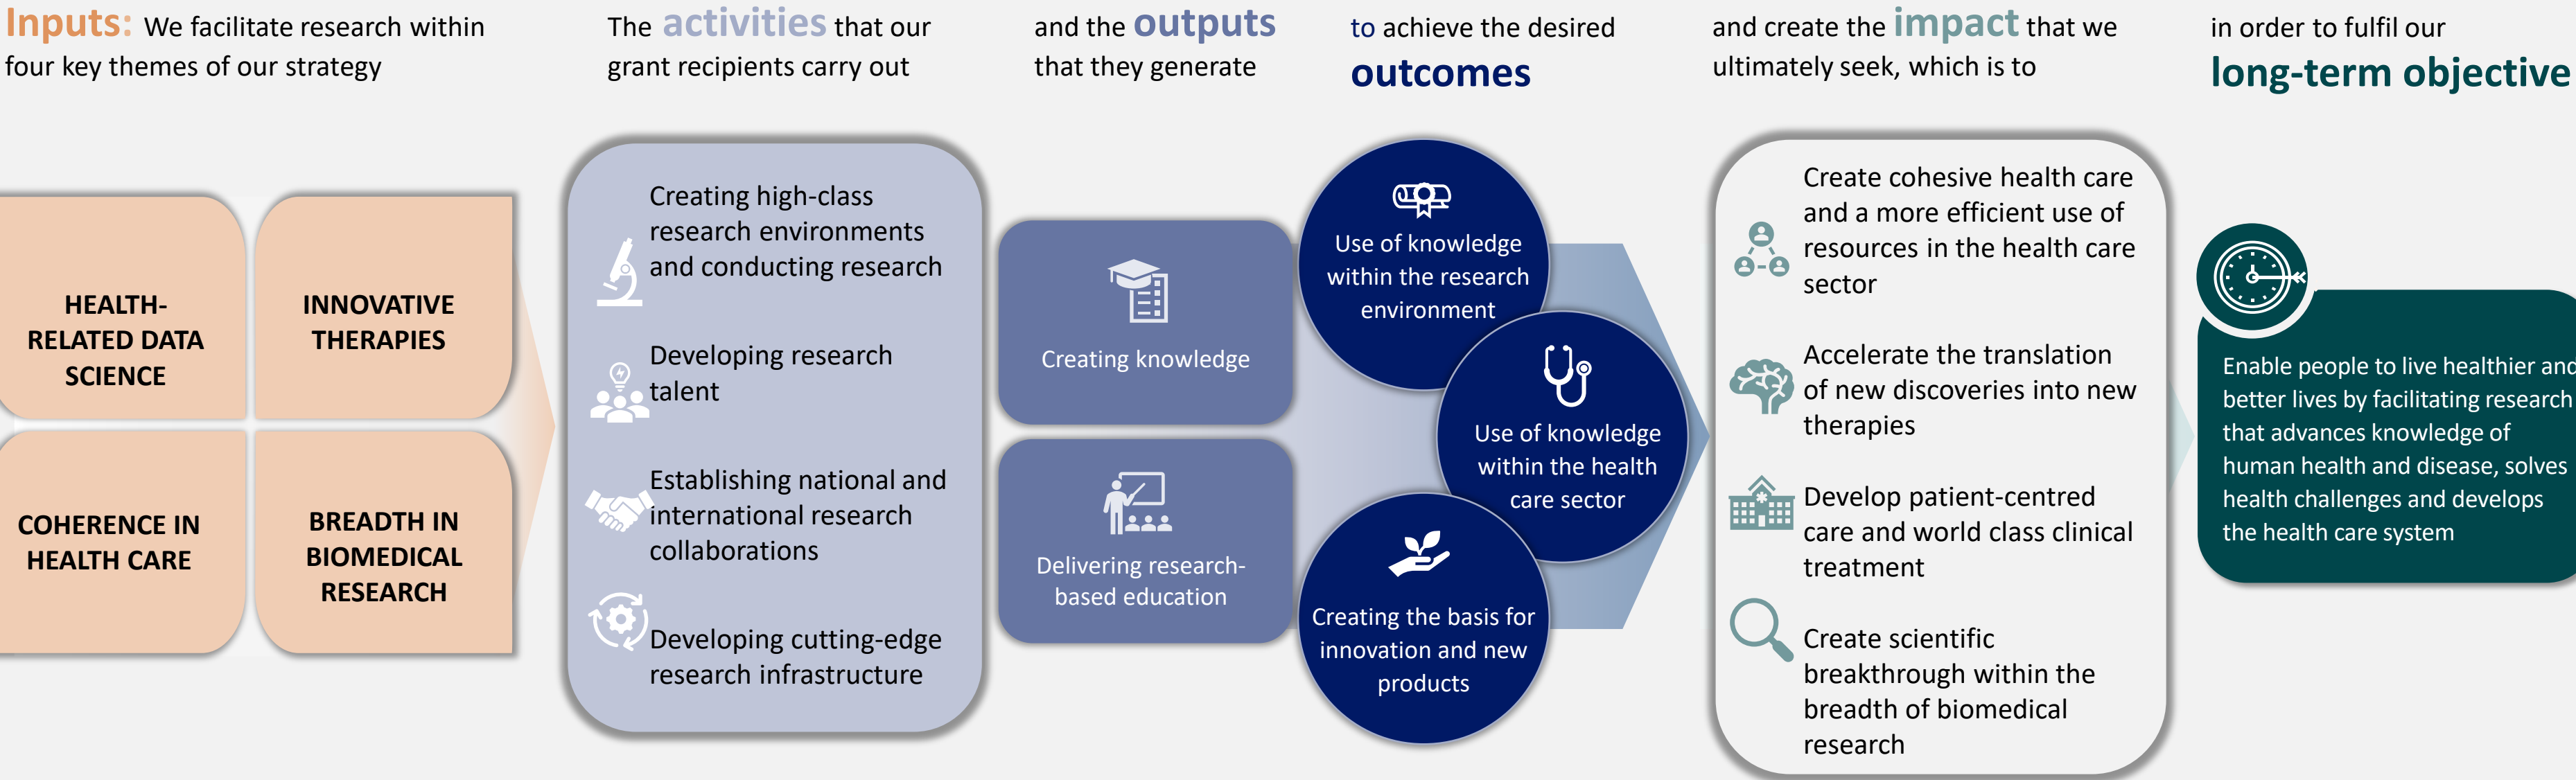 Inputs: We facilitate research within
four key themes of our strategy
The activities that our
grant recipients carry out
and the outputs
that they generate
to achieve the desired
outcomes
and create the impact that we
ultimately seek, which is to
in order to fulfil our
long-term objective
HEALTH-
RELATED DATA
SCIENCE
INNOVATIVE
THERAPIES
COHERENCE IN
HEALTH CARE
BREADTH IN
BIOMEDICAL
RESEARCH
Creating high-class
research environments
and conducting research
Developing research
talent
Establishing national and
international research
collaborations
Developing cutting-edge
research infrastructure
Creating knowledge
Delivering research-
based education
Use of knowledge
within the research
environment
Use of knowledge
within the health
care sector
Creating the basis for
innovation and new
products
Create cohesive health care
and a more efficient use of
resources in the health care
sector
Accelerate the translation
of new discoveries into new
therapies
Develop patient-centred
care and world class clinical
treatment
Create scientific
breakthrough within the
breadth of biomedical
research
Enable people to live healthier and
better lives by facilitating research
that advances knowledge of
human health and disease, solves
health challenges and develops
the health care system